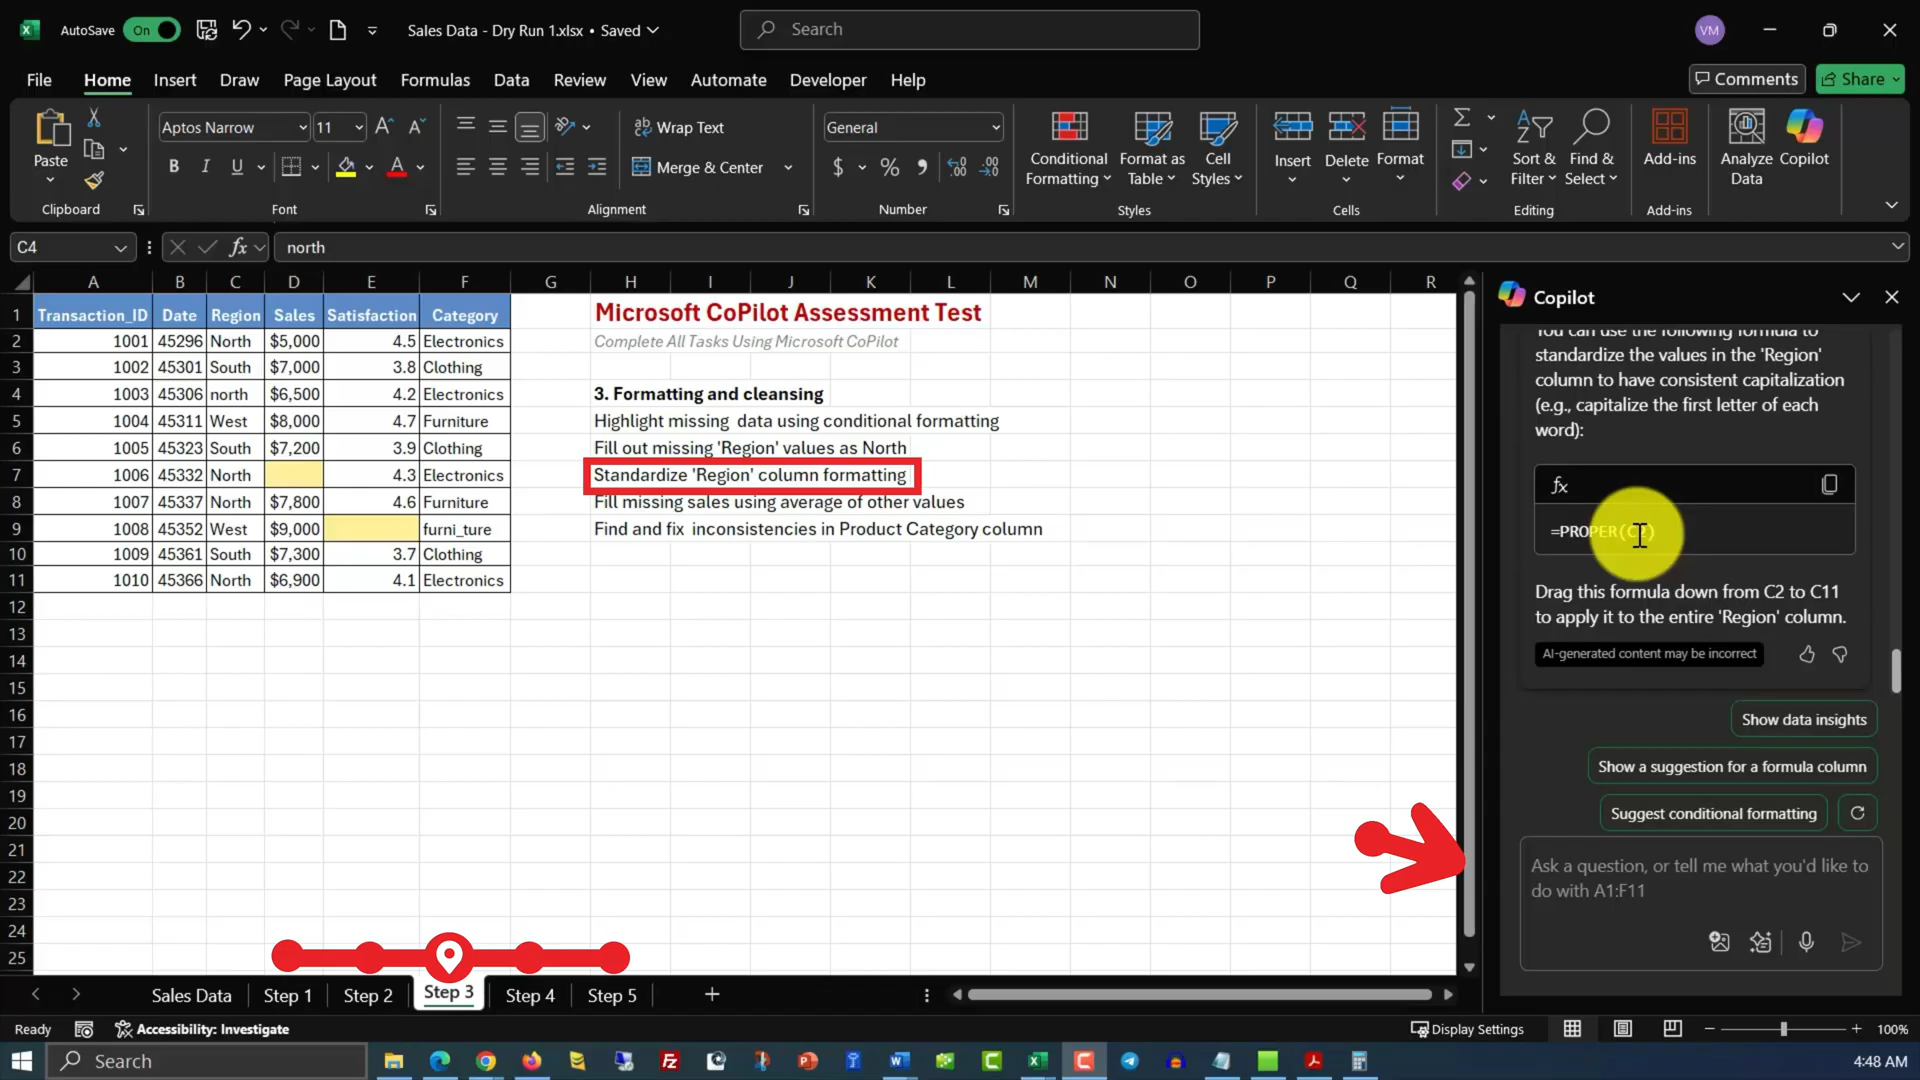 AutoSave On Sales Data - Dry Run 1.xlsx • Saved Search VM
File Home Insert Draw Page Layout Formulas Data Review View Automate Developer Help Comments Share
Paste
Clipboard
Aptos Narrow 11
B I U A
Font
Wrap Text
Merge & Center
Alignment
General
$ % 9
Number
Conditional Formatting
Format as Table
Cell Styles
Styles
Insert
Delete
Format
Cells
Sort & Filter
Find & Select
Editing
Add-ins
Add-ins
Analyze Data
Copilot
C4 fx north
A B C D E F G H I J K L M N O P Q R
1 Transaction_ID Date Region Sales Satisfaction Category Microsoft CoPilot Assessment Test
2 1001 45296 North $5,000 4.5 Electronics Complete All Tasks Using Microsoft CoPilot
3 1002 45301 South $7,000 3.8 Clothing
4 1003 45306 north $6,500 4.2 Electronics 3. Formatting and cleansing
5 1004 45311 West $8,000 4.7 Furniture Highlight missing data using conditional formatting
6 1005 45323 South $7,200 3.9 Clothing Fill out missing 'Region' values as North
7 1006 45332 North 4.3 Electronics Standardize 'Region' column formatting
8 1007 45337 North $7,800 4.6 Furniture Fill missing sales using average of other values
9 1008 45352 West $9,000 furni_ture Find and fix inconsistencies in Product Category column
10 1009 45361 South $7,300 3.7 Clothing
11 1010 45366 North $6,900 4.1 Electronics
12
13
14
15
16
17
18
19
20
21
22
23
24
25
Copilot
You can use the following formula to
standardize the values in the 'Region'
column to have consistent capitalization
(e.g., capitalize the first letter of each
word):
fx
=PROPER(C2)
Drag this formula down from C2 to C11
to apply it to the entire 'Region' column.
AI-generated content may be incorrect
Show data insights
Show a suggestion for a formula column
Suggest conditional formatting
Ask a question, or tell me what you'd like to
do with A1:F11
Sales Data Step 1 Step 2 Step 3 Step 4 Step 5
Ready Accessibility: Investigate Display Settings 100%
Search 4:48 AM